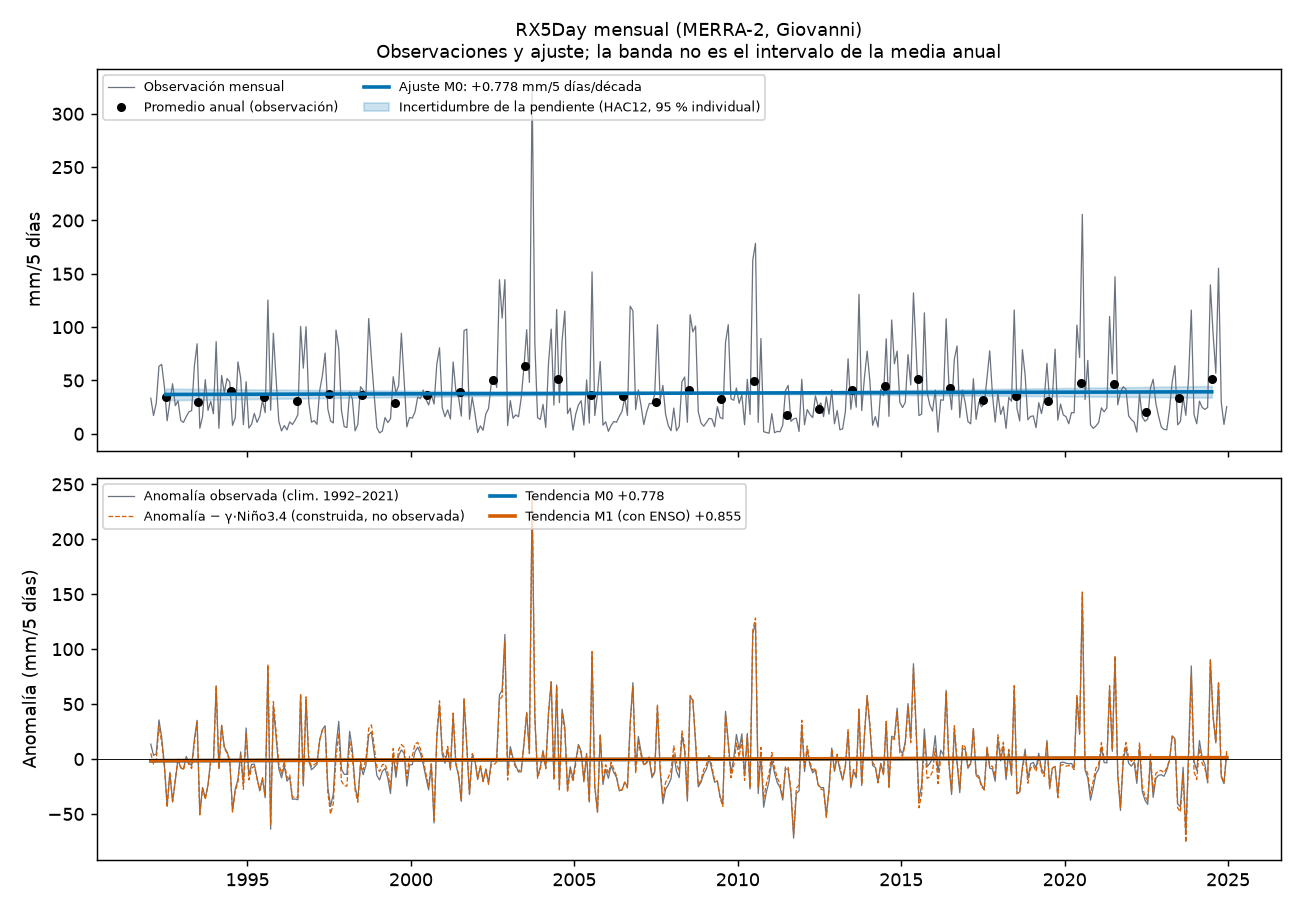 RX5Day mensual (MERRA-2, Giovanni)
Observaciones y ajuste; la banda no es el intervalo de la media anual
Observación mensual
Promedio anual (observación)
Ajuste M0: +0.778 mm/5 días/década
Incertidumbre de la pendiente (HAC12, 95 % individual)
mm/5 días
300
250
200
150
100
50
0
Anomalía observada (clim. 1992–2021)
Anomalía − γ·Niño3.4 (construida, no observada)
Tendencia M0 +0.778
Tendencia M1 (con ENSO) +0.855
Anomalía (mm/5 días)
250
200
150
100
50
0
−50
1995
2000
2005
2010
2015
2020
2025